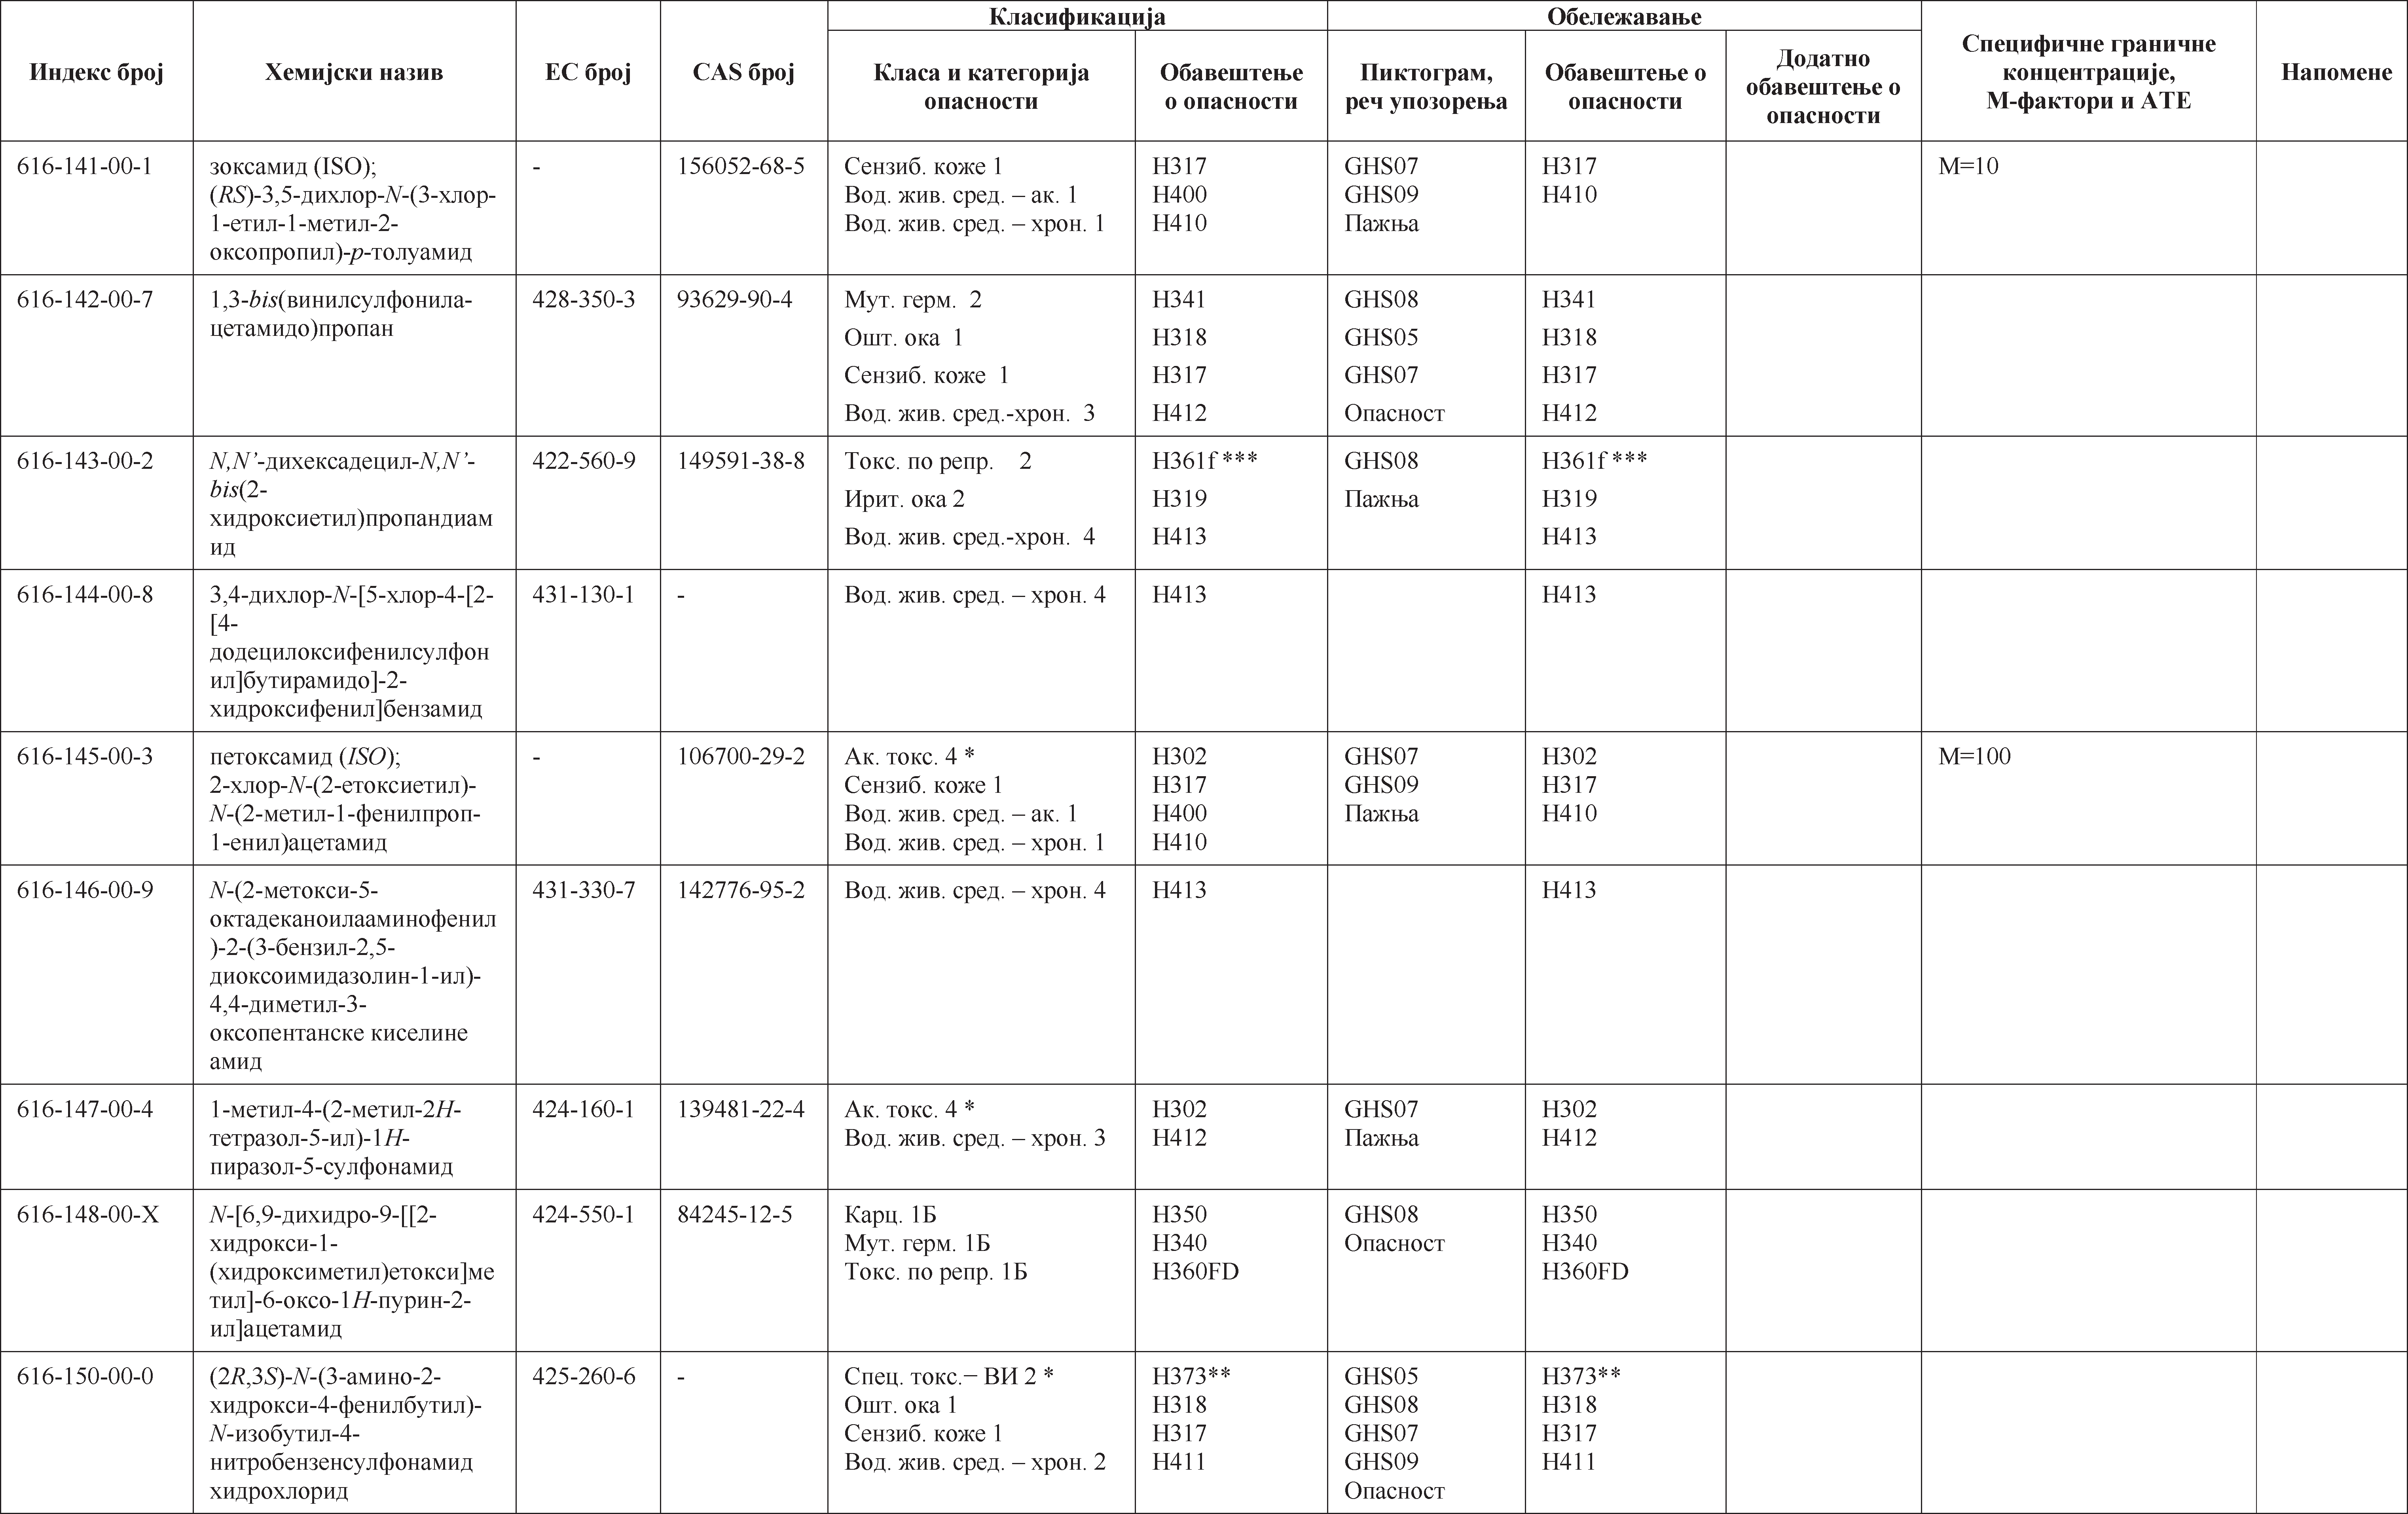 Класификација
Обележавање
Индекс број
Хемијски назив
ЕС број
CAS број
Класа и категорија
опасности
Обавештење
о опасности
Пиктограм,
реч упозорења
Обавештење о
опасности
Додатно
обавештење о
опасности
Специфичне граничне
концентрације,
М-фактори и АТЕ
Напомене
616-141-00-1
зоксамид (ISO);
(RS)-3,5-дихлор-N-(3-хлор-
1-етил-1-метил-2-
оксопропил)-p-толуамид
-
156052-68-5
Сензиб. коже 1
Вод. жив. сред. – ак. 1
Вод. жив. сред. – хрон. 1
H317
H400
H410
GHS07
GHS09
Пажња
H317
H410
М=10
616-142-00-7
1,3-bis(винилсулфонила-
цетамидо)пропан
428-350-3
93629-90-4
Мут. герм. 2
Ошт. ока 1
Сензиб. коже 1
Вод. жив. сред.-хрон. 3
H341
H318
H317
H412
GHS08
GHS05
GHS07
Опасност
H341
H318
H317
H412
616-143-00-2
N,N’-дихексадецил-N,N’-
bis(2-
хидроксиетил)пропандиам
ид
422-560-9
149591-38-8
Токс. по репр. 2
Ирит. ока 2
Вод. жив. сред.-хрон. 4
H361f ***
H319
H413
GHS08
Пажња
H361f ***
H319
H413
616-144-00-8
3,4-дихлор-N-[5-хлор-4-[2-
[4-
додецилоксифенилсулфон
ил]бутирамидо]-2-
хидроксифенил]бензамид
431-130-1
-
Вод. жив. сред. – хрон. 4
H413
H413
616-145-00-3
петоксамид (ISO);
2-хлор-N-(2-етоксиетил)-
N-(2-метил-1-фенилпроп-
1-енил)ацетамид
-
106700-29-2
Ак. токс. 4 *
Сензиб. коже 1
Вод. жив. сред. – ак. 1
Вод. жив. сред. – хрон. 1
H302
H317
H400
H410
GHS07
GHS09
Пажња
H302
H317
H410
М=100
616-146-00-9
N-(2-метокси-5-
октадеканоилааминофенил
)-2-(3-бензил-2,5-
диоксоимидазолин-1-ил)-
4,4-диметил-3-
оксопентанске киселине
амид
431-330-7
142776-95-2
Вод. жив. сред. – хрон. 4
H413
H413
616-147-00-4
1-метил-4-(2-метил-2H-
тетразол-5-ил)-1H-
пиразол-5-сулфонамид
424-160-1
139481-22-4
Ак. токс. 4 *
Вод. жив. сред. – хрон. 3
H302
H412
GHS07
Пажња
H302
H412
616-148-00-X
N-[6,9-дихидро-9-[[2-
хидрокси-1-
(хидроксиметил)етокси]ме
тил]-6-оксо-1H-пурин-2-
ил]ацетамид
424-550-1
84245-12-5
Карц. 1Б
Мут. герм. 1Б
Токс. по репр. 1Б
H350
H340
H360FD
GHS08
Опасност
H350
H340
H360FD
616-150-00-0
(2R,3S)-N-(3-амино-2-
хидрокси-4-фенилбутил)-
N-изобутил-4-
нитробензенсулфонамид
хидрохлорид
425-260-6
-
Спец. токс.− ВИ 2 *
Ошт. ока 1
Сензиб. коже 1
Вод. жив. сред. – хрон. 2
H373**
H318
H317
H411
GHS05
GHS08
GHS07
GHS09
Опасност
H373**
H318
H317
H411